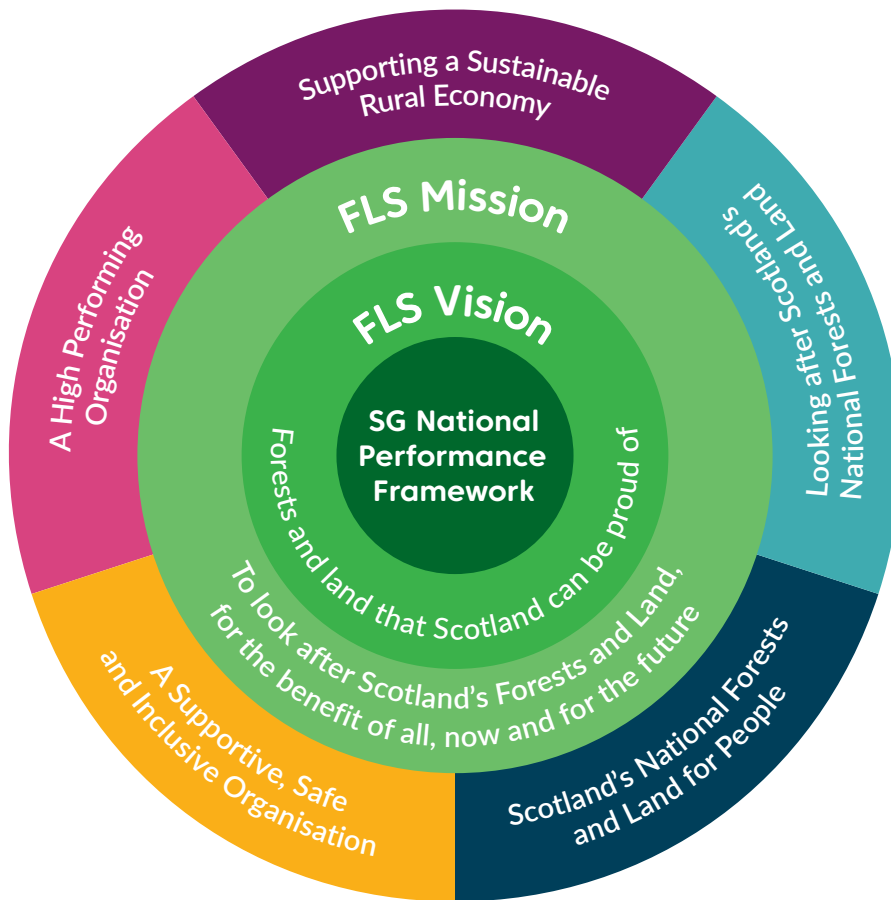 Supporting a Sustainable
Rural Economy
Looking after Scotland's
National Forests and Land
Scotland's National Forests
and Land for People
A Supportive, Safe
and Inclusive Organisation
A High Performing
Organisation
FLS Mission
To look after Scotland's Forests and Land,
for the benefit of all, now and for the future
FLS Vision
Forests and land that Scotland can be proud of
SG National
Performance
Framework